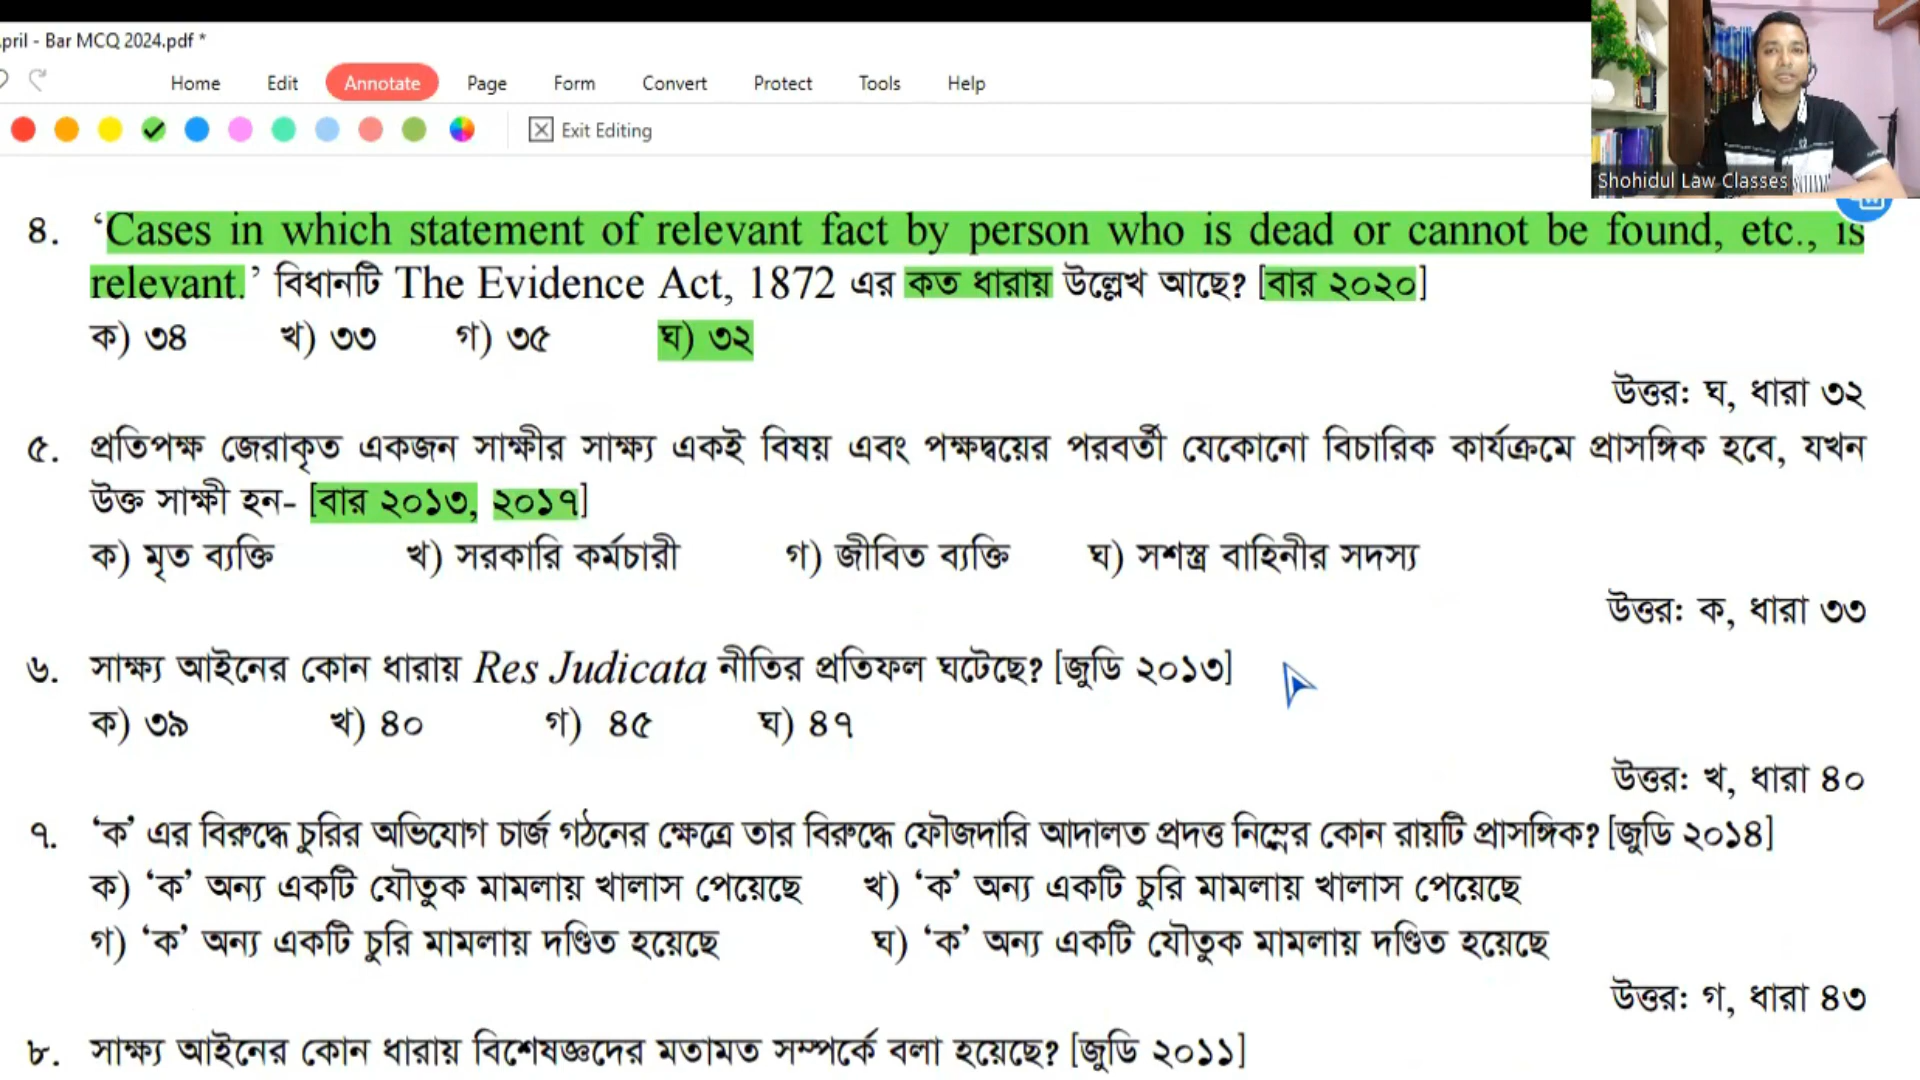 pril - Bar MCQ 2024.pdf *
Home Edit Annotate Page Form Convert Protect Tools Help
Exit Editing
Shohidul Law Classes
৪. ‘Cases in which statement of relevant fact by person who is dead or cannot be found, etc., is
relevant.’ বিধানটি The Evidence Act, 1872 এর কত ধারায় উল্লেখ আছে? [বার ২০২০]
ক) ৩৪ খ) ৩৩ গ) ৩৫ ঘ) ৩২
উত্তর: ঘ, ধারা ৩২
৫. প্রতিপক্ষ জেরাকৃত একজন সাক্ষীর সাক্ষ্য একই বিষয় এবং পক্ষদ্বয়ের পরবর্তী যেকোনো বিচারিক কার্যক্রমে প্রাসঙ্গিক হবে, যখন
উক্ত সাক্ষী হন- [বার ২০১৩, ২০১৭]
ক) মৃত ব্যক্তি খ) সরকারি কর্মচারী গ) জীবিত ব্যক্তি ঘ) সশস্ত্র বাহিনীর সদস্য
উত্তর: ক, ধারা ৩৩
৬. সাক্ষ্য আইনের কোন ধারায় Res Judicata নীতির প্রতিফল ঘটেছে? [জুডি ২০১৩]
ক) ৩৯ খ) ৪০ গ) ৪৫ ঘ) ৪৭
উত্তর: খ, ধারা ৪০
৭. ‘ক’ এর বিরুদ্ধে চুরির অভিযোগ চার্জ গঠনের ক্ষেত্রে তার বিরুদ্ধে ফৌজদারি আদালত প্রদত্ত নিম্নের কোন রায়টি প্রাসঙ্গিক? [জুডি ২০১৪]
ক) ‘ক’ অন্য একটি যৌতুক মামলায় খালাস পেয়েছে খ) ‘ক’ অন্য একটি চুরি মামলায় খালাস পেয়েছে
গ) ‘ক’ অন্য একটি চুরি মামলায় দণ্ডিত হয়েছে ঘ) ‘ক’ অন্য একটি যৌতুক মামলায় দণ্ডিত হয়েছে
উত্তর: গ, ধারা ৪৩
৮. সাক্ষ্য আইনের কোন ধারায় বিশেষজ্ঞদের মতামত সম্পর্কে বলা হয়েছে? [জুডি ২০১১]